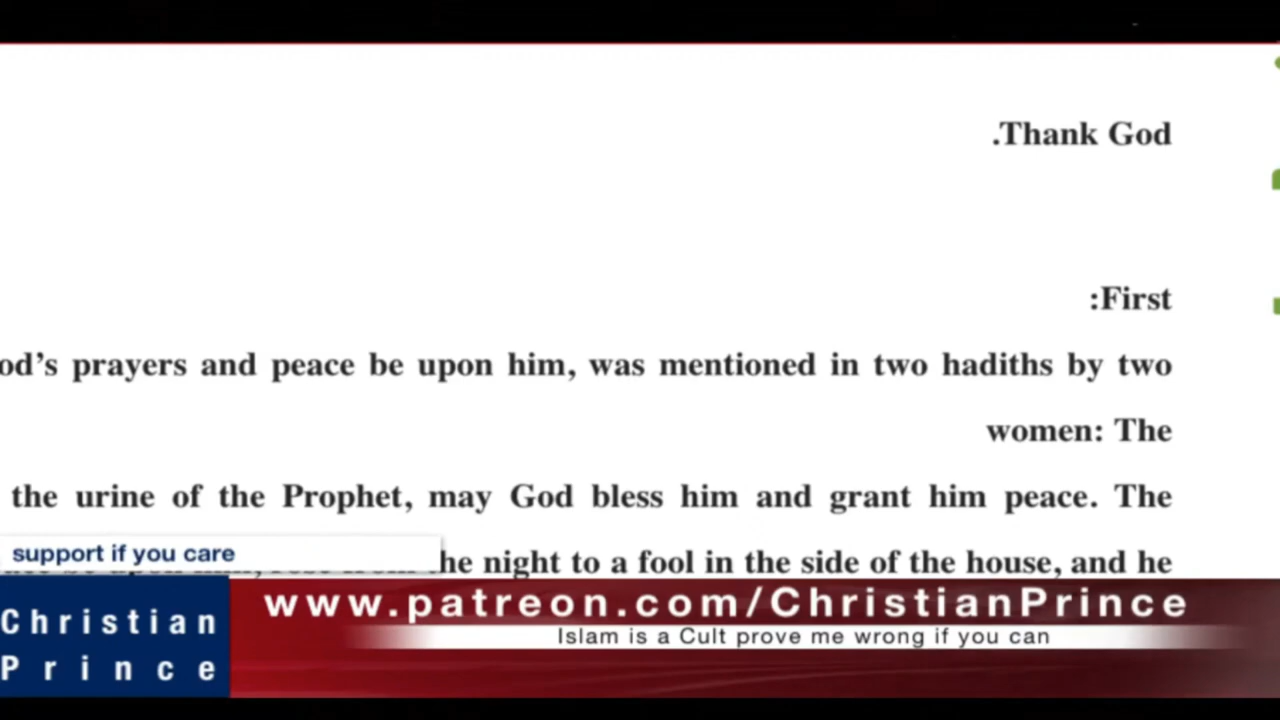 .Thank God
:First
od's prayers and peace be upon him, was mentioned in two hadiths by two
women: The
the urine of the Prophet, may God bless him and grant him peace. The
he night to a fool in the side of the house, and he
support if you care
Christian
Prince
www.patreon.com/ChristianPrince
Islam is a Cult prove me wrong if you can